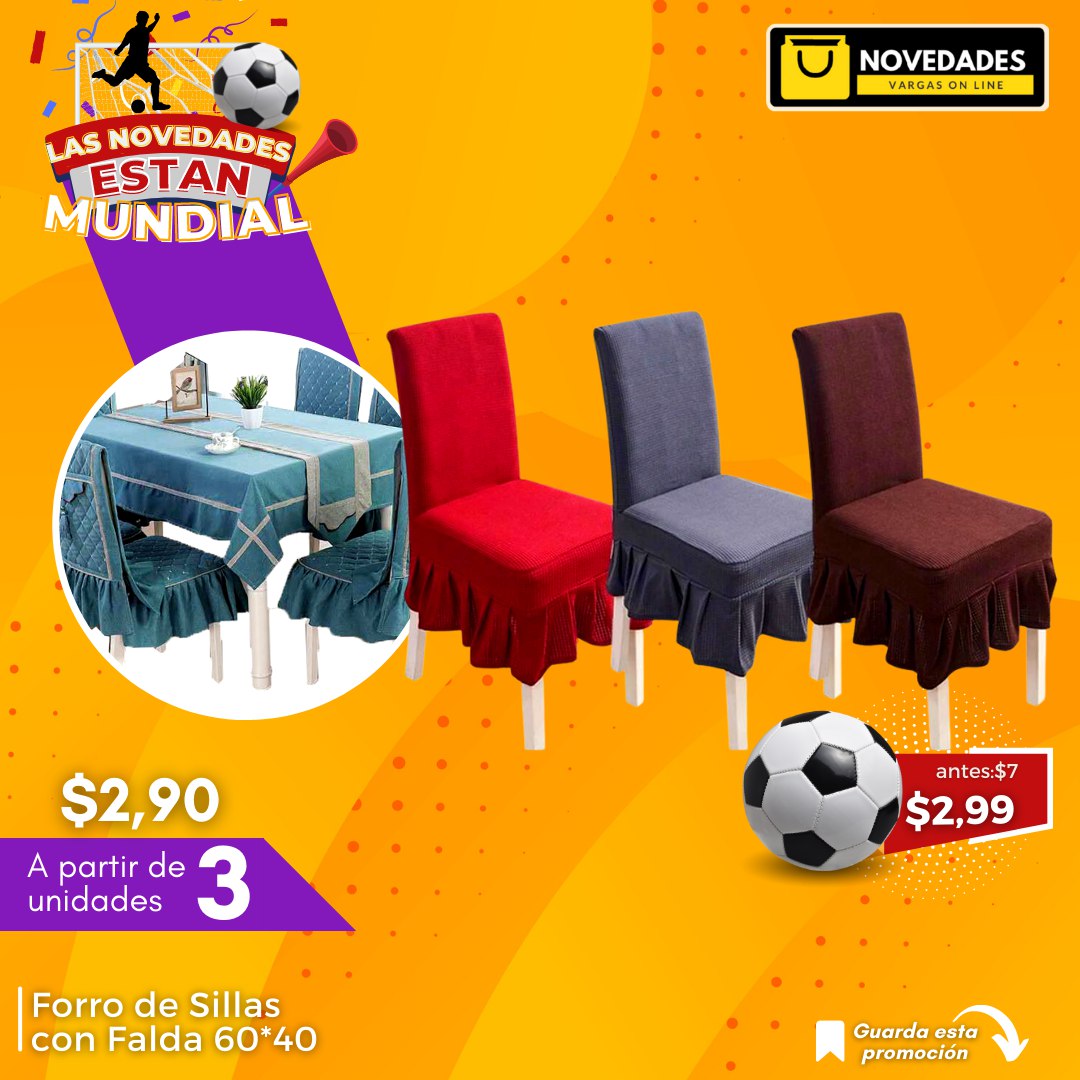 LAS NOVEDADES
ESTAN
MUNDIAL
NOVEDADES
VARGAS ON LINE
antes:$7
$2,99
$2,90
A partir de 3
unidades
Forro de Sillas
con Falda 60*40
Guarda esta
promoción